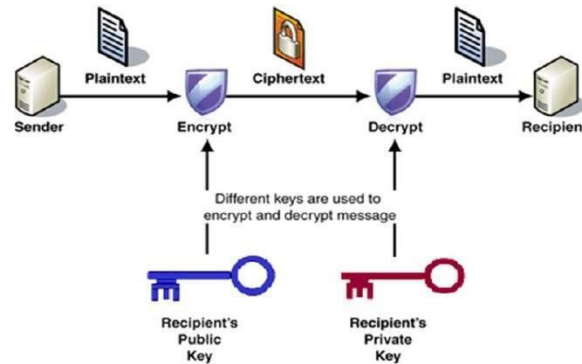 Plaintext
Ciphertext
Plaintext
Sender
Encrypt
Decrypt
Recipien
Different keys are used to
encrypt and decrypt message
Recipient's
Public
Key
Recipient's
Private
Key